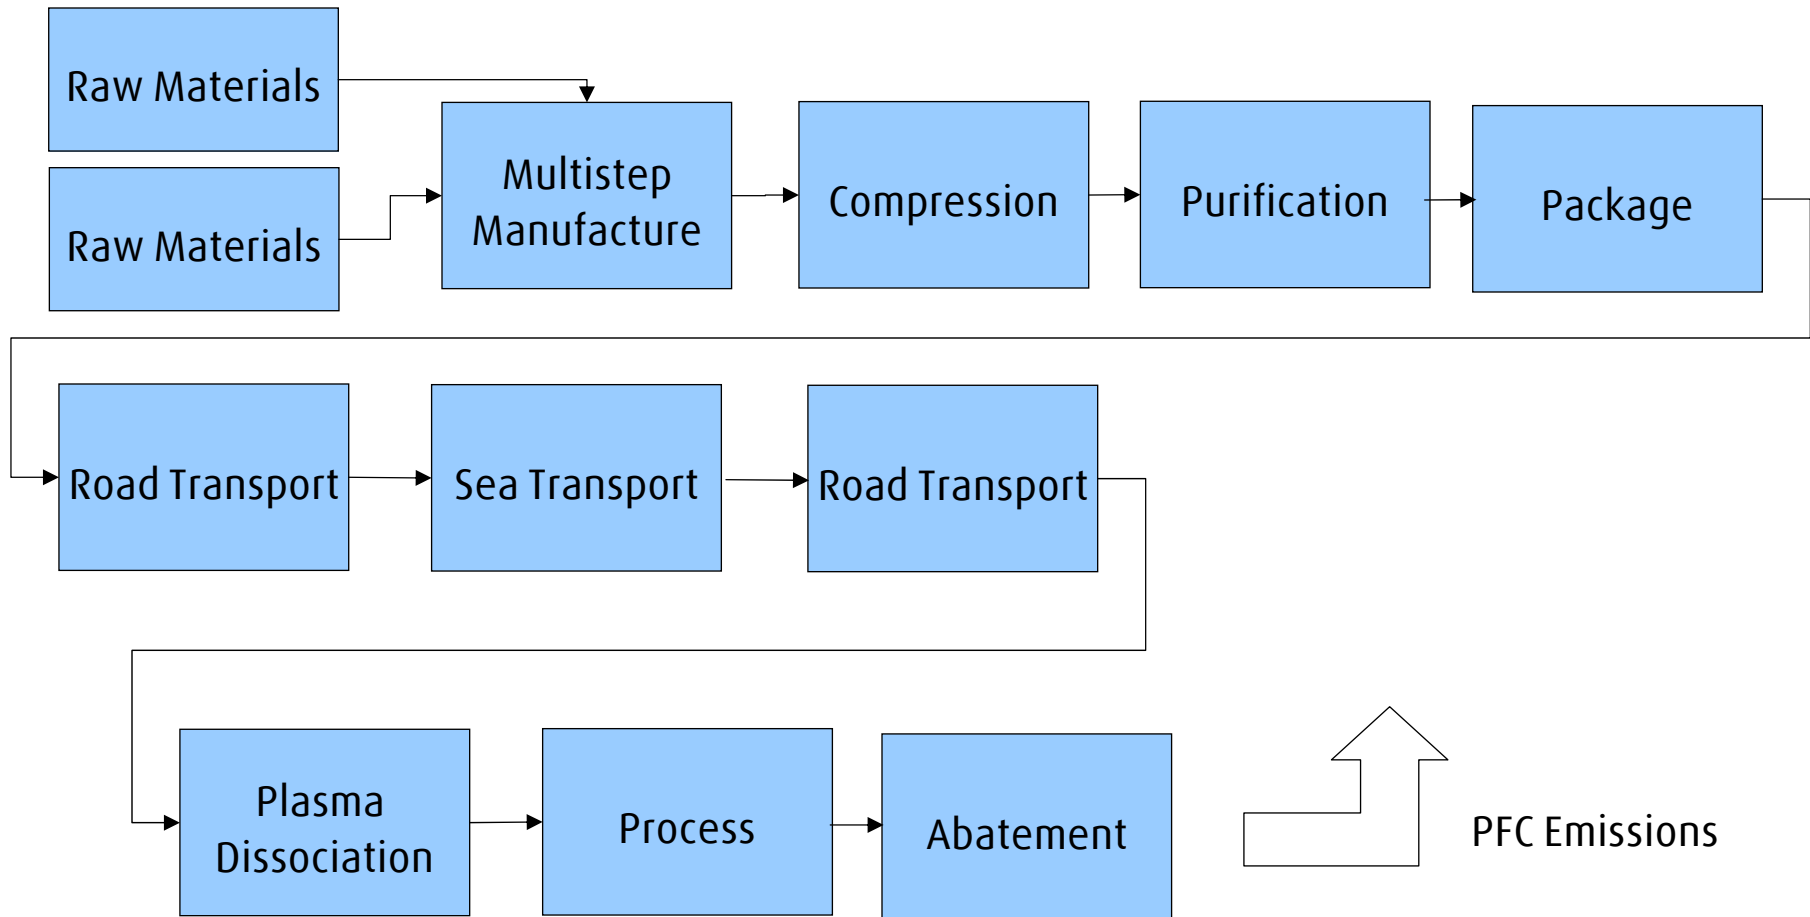 Raw Materials
Raw Materials
Multistep
Manufacture
Compression
Purification
Package
Road Transport
Sea Transport
Road Transport
Plasma
Dissociation
Process
Abatement
PFC Emissions